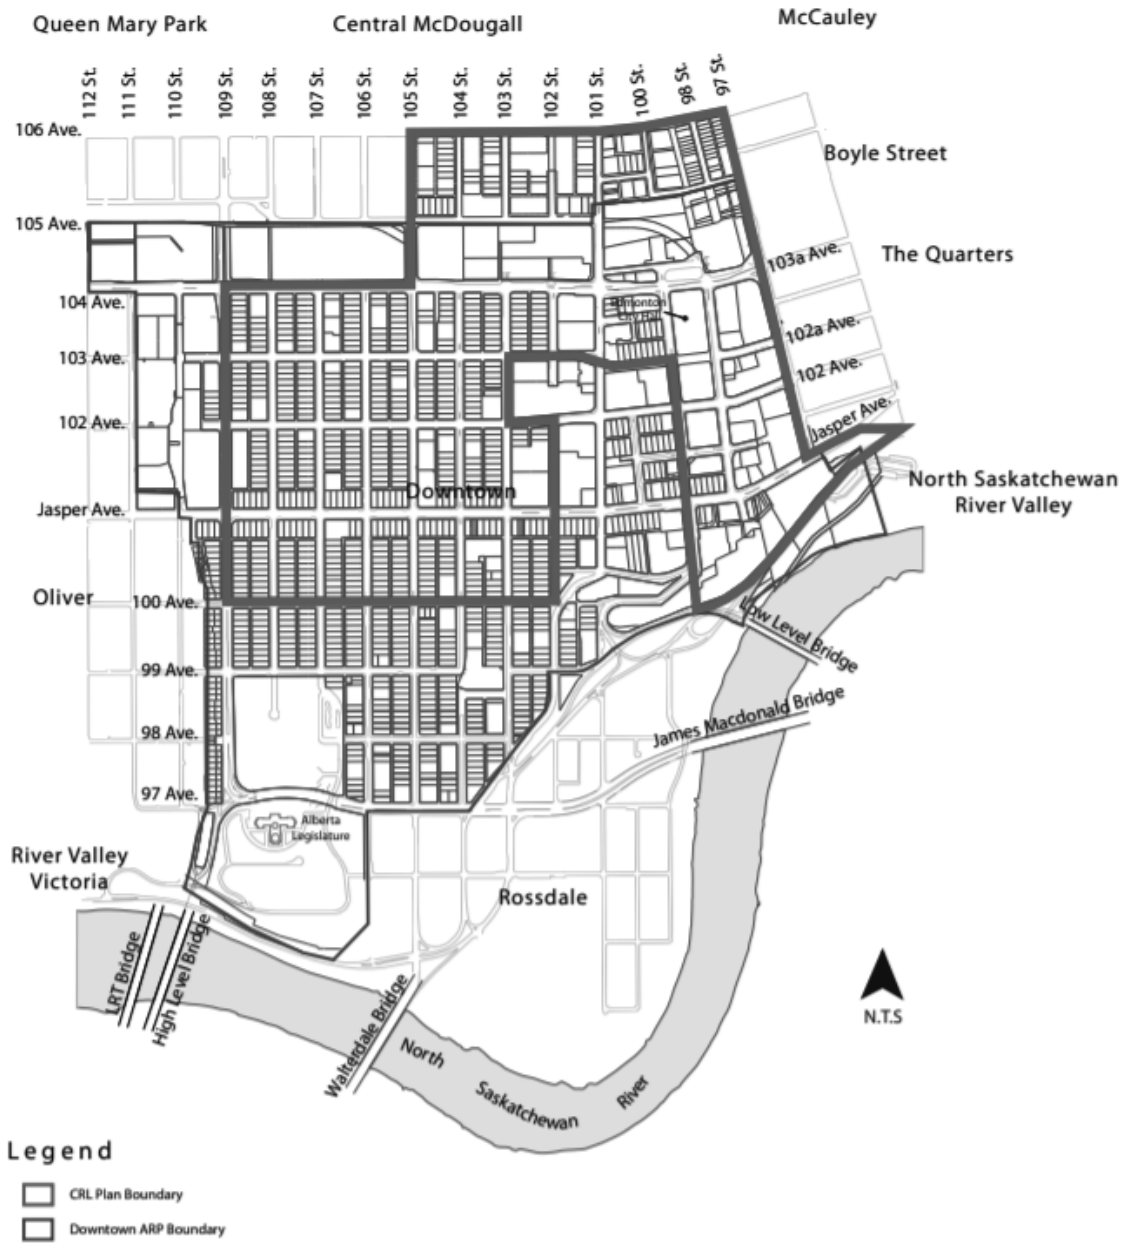 Queen Mary Park
Central McDougall
McCauley
112 St.
111 St.
110 St.
109 St.
108 St.
107 St.
106 St.
105 St.
104 St.
103 St.
102 St.
101 St.
100 St.
98 St.
97 St.
106 Ave.
Boyle Street
105 Ave.
103a Ave.
The Quarters
104 Ave.
Edmonton
City Hall
102a Ave.
103 Ave.
102 Ave.
102 Ave.
Jasper Ave.
Downtown
North Saskatchewan
River Valley
Jasper Ave.
Oliver
100 Ave.
Low Level Bridge
99 Ave.
James Macdonald Bridge
98 Ave.
97 Ave.
Alberta
Legislature
River Valley
Victoria
Rossdale
LRT Bridge
High Level Bridge
Walterdale Bridge
N.T.S
North Saskatchewan River
Legend
CRL Plan Boundary
Downtown ARP Boundary